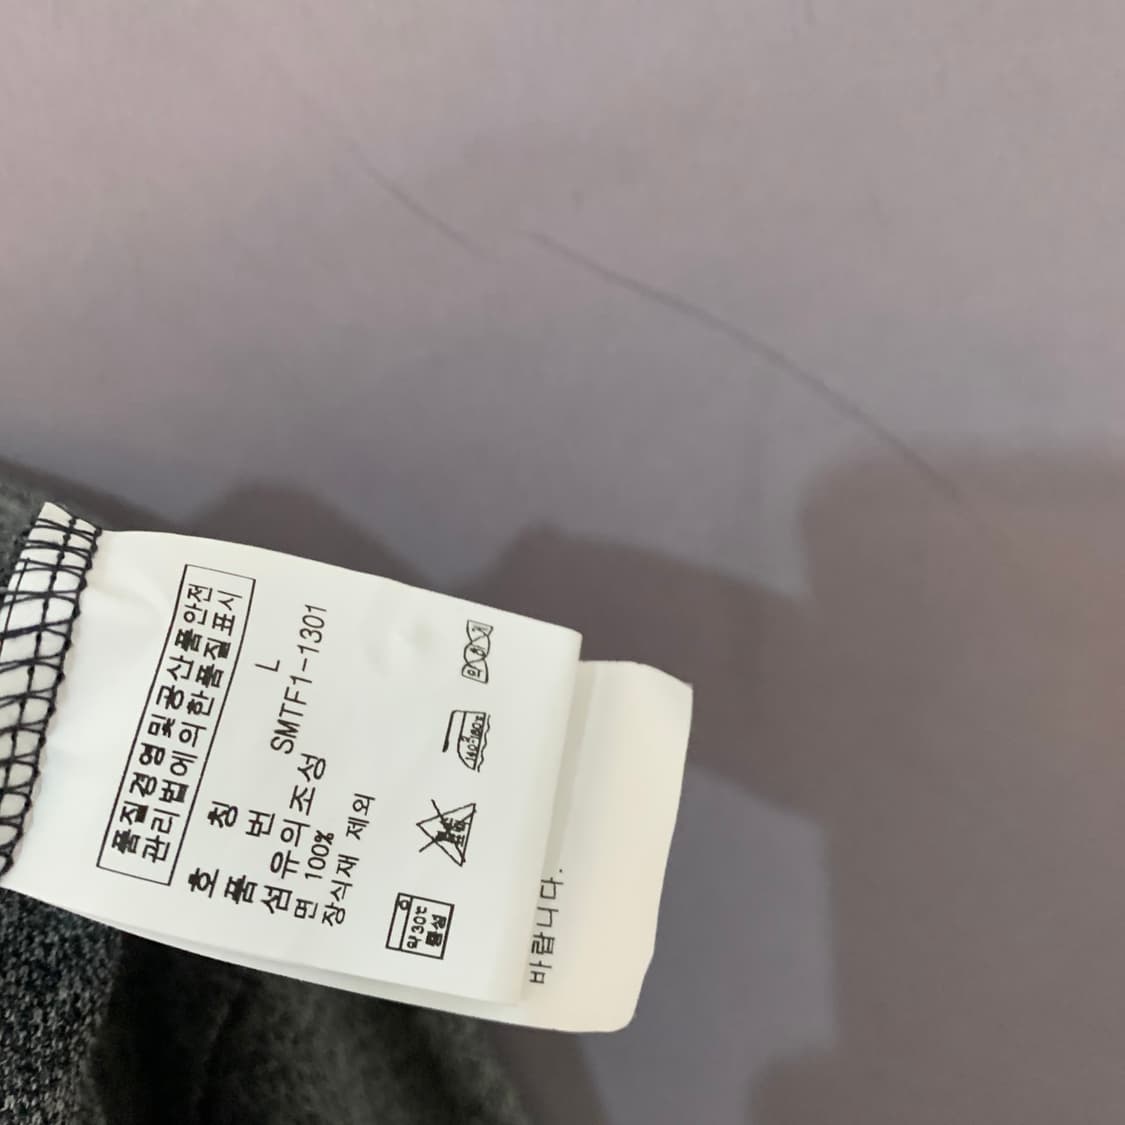 품질경영및공산품안전
관리법에의한품질표시
호 칭 L
품 번 SMTF1-1301
섬유의조성
면 100%
장식재 제외
약30℃
중성
140~160℃
바랍니다.